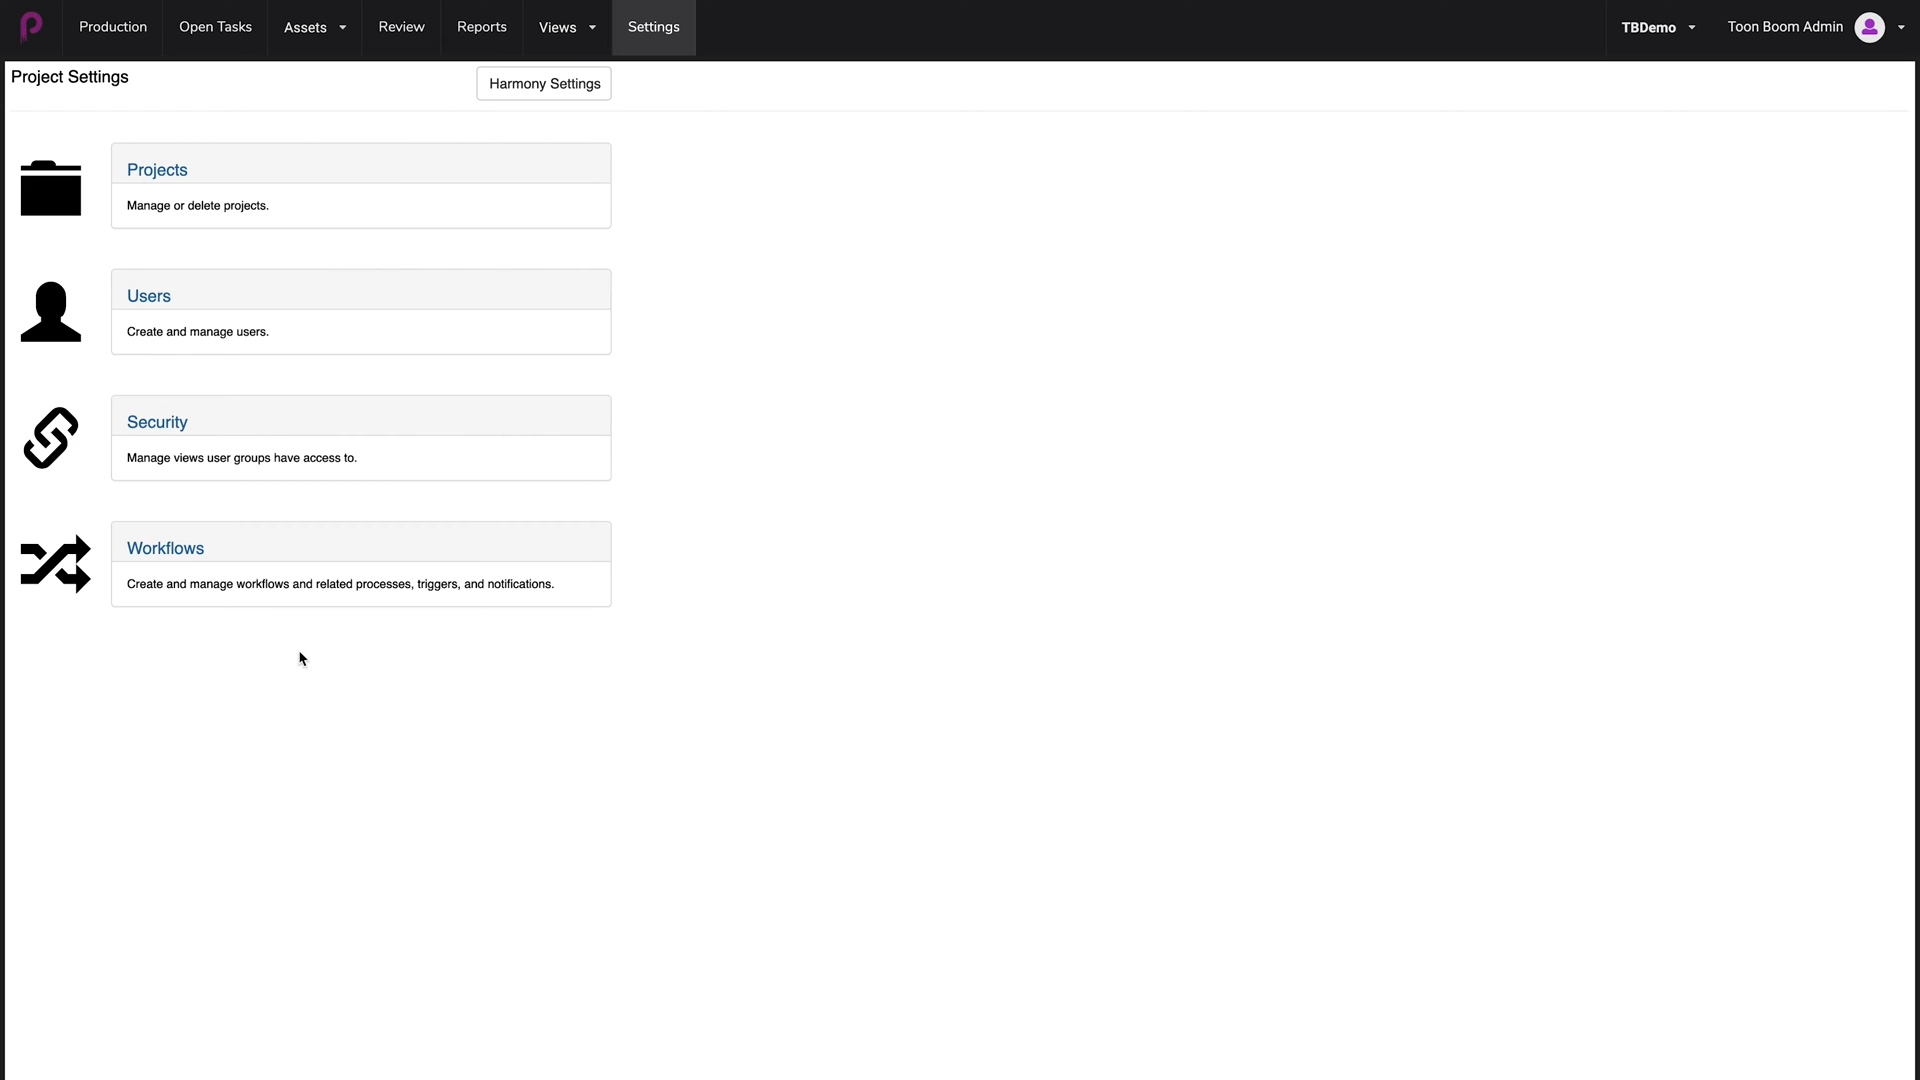 Production Open Tasks Assets Review Reports Views Settings TBDemo Toon Boom Admin
Project Settings
Harmony Settings
Projects
Manage or delete projects.
Users
Create and manage users.
Security
Manage views user groups have access to.
Workflows
Create and manage workflows and related processes, triggers, and notifications.